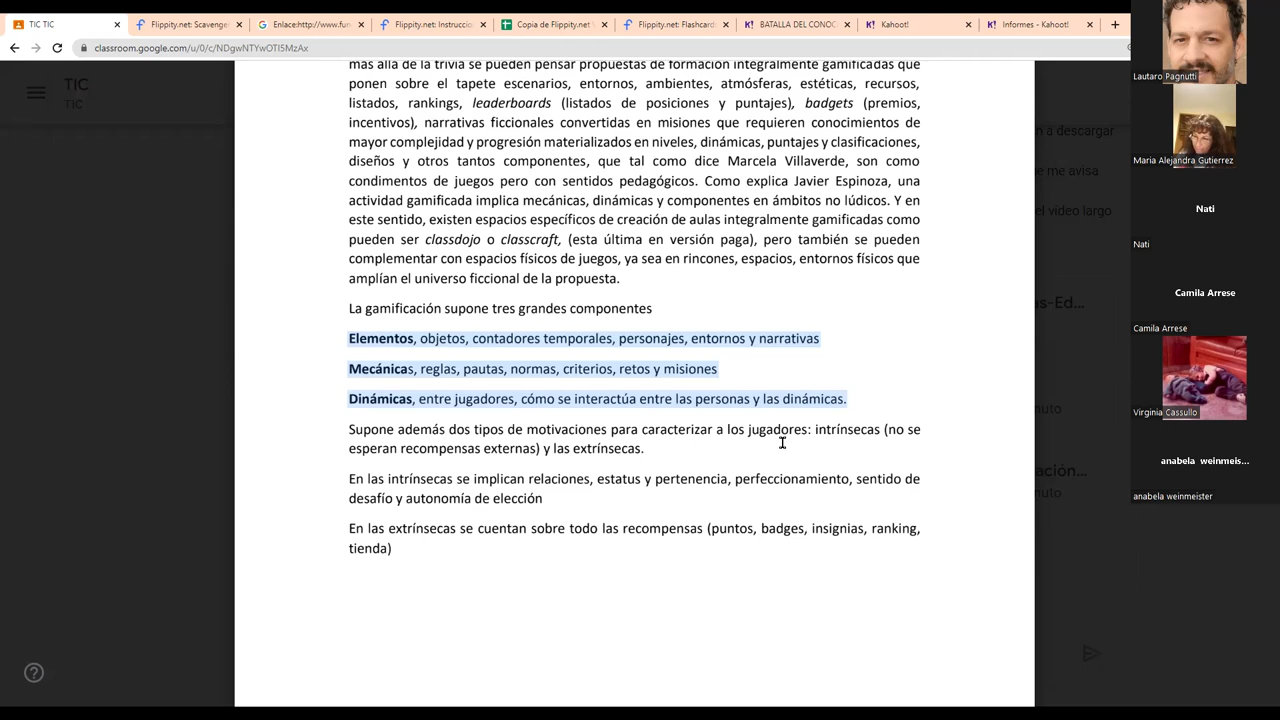 TIC TIC
Flippity.net: Scavenge
Enlace:http://www.fun
Flippity.net: Instruccio
Copia de Flippity.net V
Flippity.net: Flashcard
BATALLA DEL CONOC
Kahoot!
Informes - Kahoot!
classroom.google.com/u/0/c/NDgwNTYwOTI5MzAx
TIC
TIC
más allá de la trivia se pueden pensar propuestas de formación integralmente gamificadas que
ponen sobre el tapete escenarios, entornos, ambientes, atmósferas, estéticas, recursos,
listados, rankings, leaderboards (listados de posiciones y puntajes), badgets (premios,
incentivos), narrativas ficcionales convertidas en misiones que requieren conocimientos de
mayor complejidad y progresión materializados en niveles, dinámicas, puntajes y clasificaciones,
diseños y otros tantos componentes, que tal como dice Marcela Villaverde, son como
condimentos de juegos pero con sentidos pedagógicos. Como explica Javier Espinoza, una
actividad gamificada implica mecánicas, dinámicas y componentes en ámbitos no lúdicos. Y en
este sentido, existen espacios específicos de creación de aulas integralmente gamificadas como
pueden ser classdojo o classcraft, (esta última en versión paga), pero también se pueden
complementar con espacios físicos de juegos, ya sea en rincones, espacios, entornos físicos que
amplían el universo ficcional de la propuesta.
La gamificación supone tres grandes componentes
Elementos, objetos, contadores temporales, personajes, entornos y narrativas
Mecánicas, reglas, pautas, normas, criterios, retos y misiones
Dinámicas, entre jugadores, cómo se interactúa entre las personas y las dinámicas.
Supone además dos tipos de motivaciones para caracterizar a los jugadores: intrínsecas (no se
esperan recompensas externas) y las extrínsecas.
En las intrínsecas se implican relaciones, estatus y pertenencia, perfeccionamiento, sentido de
desafío y autonomía de elección
En las extrínsecas se cuentan sobre todo las recompensas (puntos, badges, insignias, ranking,
tienda)
n a descargar
e me avisa
el video largo
as-Ed...
nuto
ación...
nuto
Lautaro Pagnutti
Maria Alejandra Gutierrez
Nati
Nati
Camila Arrese
Camila Arrese
Virginia Cassullo
anabela weinmeis...
anabela weinmeister